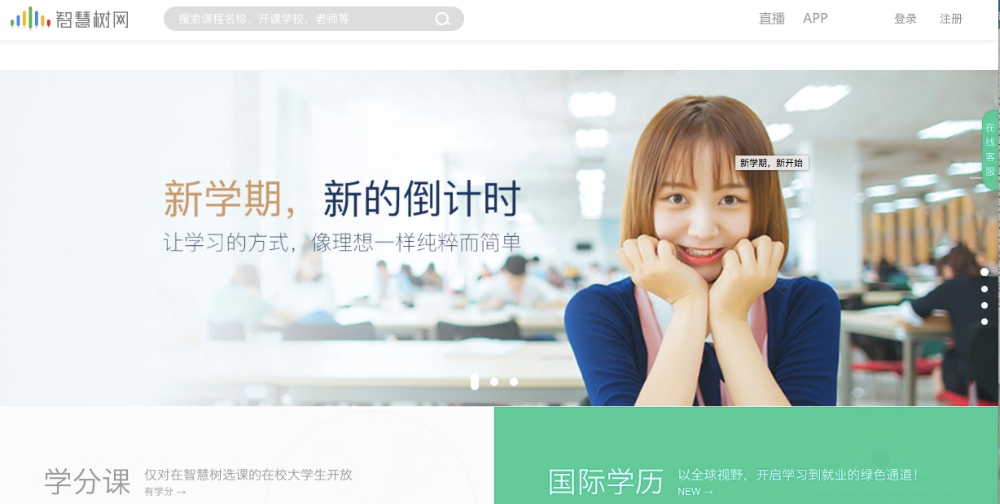 智慧树网
搜索课程名称、开课学校、老师等
直播 APP
登录 注册
在线客服
新学期，新开始
新学期，新的倒计时
让学习的方式，像理想一样纯粹而简单
学分课
仅对在智慧树选课的在校大学生开放
有学分 →
国际学历
以全球视野，开启学习到就业的绿色通道！
NEW →